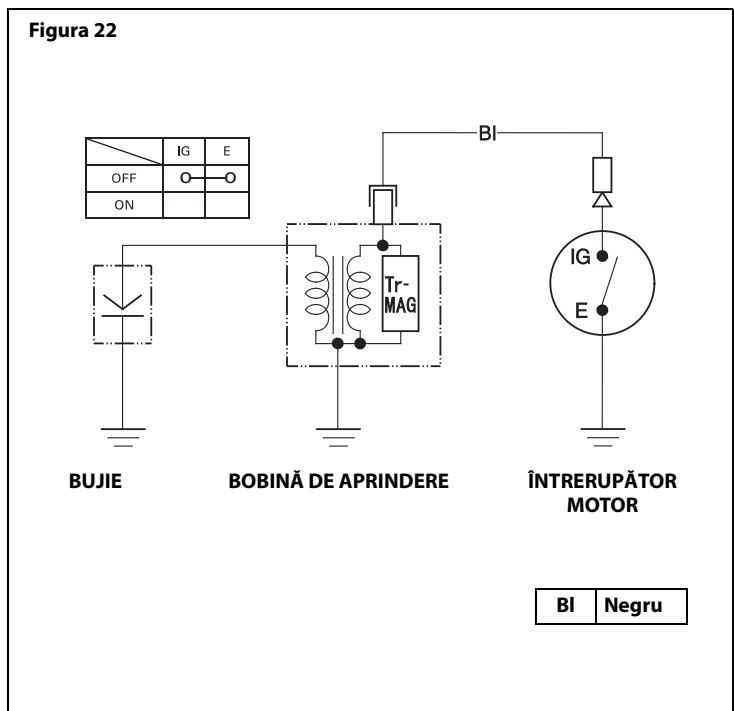 Figura 22
Bl
IG E
OFF
ON
IG
Tr-
MAG
E
BUJIE
BOBINĂ DE APRINDERE
ÎNTRERUPĂTOR
MOTOR
Bl Negru